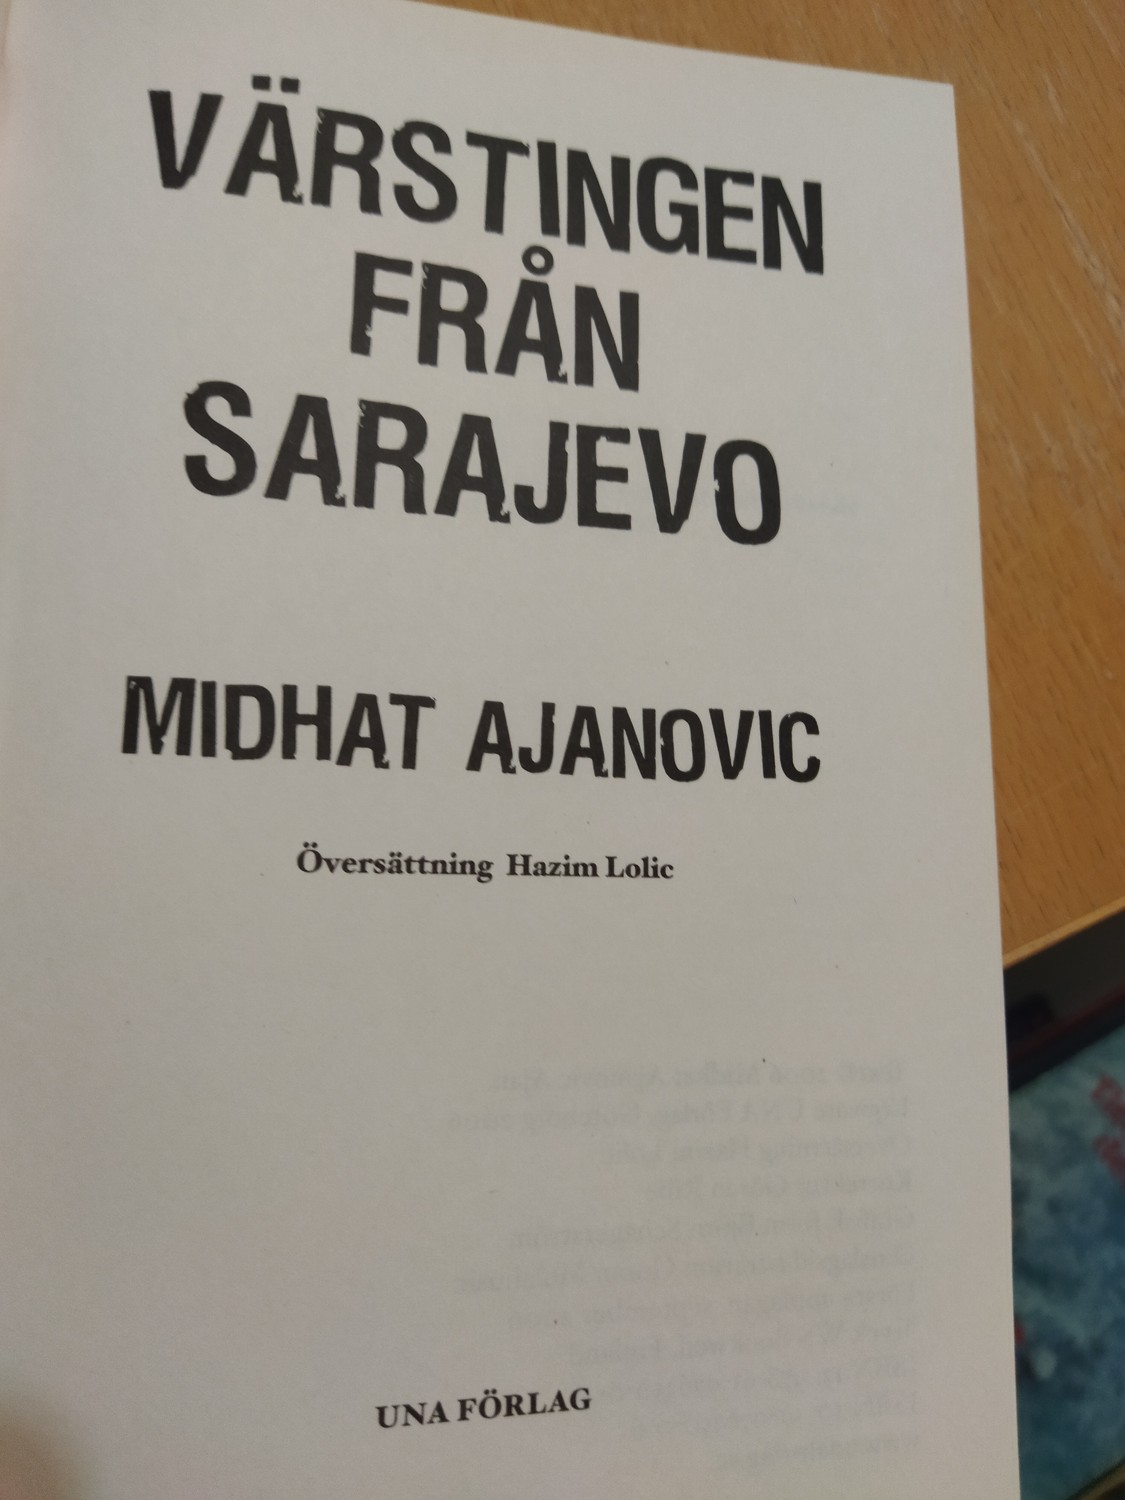 VÄRSTINGEN
FRÅN
SARAJEVO
MIDHAT AJANOVIC
Översättning Hazim Lolic
UNA FÖRLAG